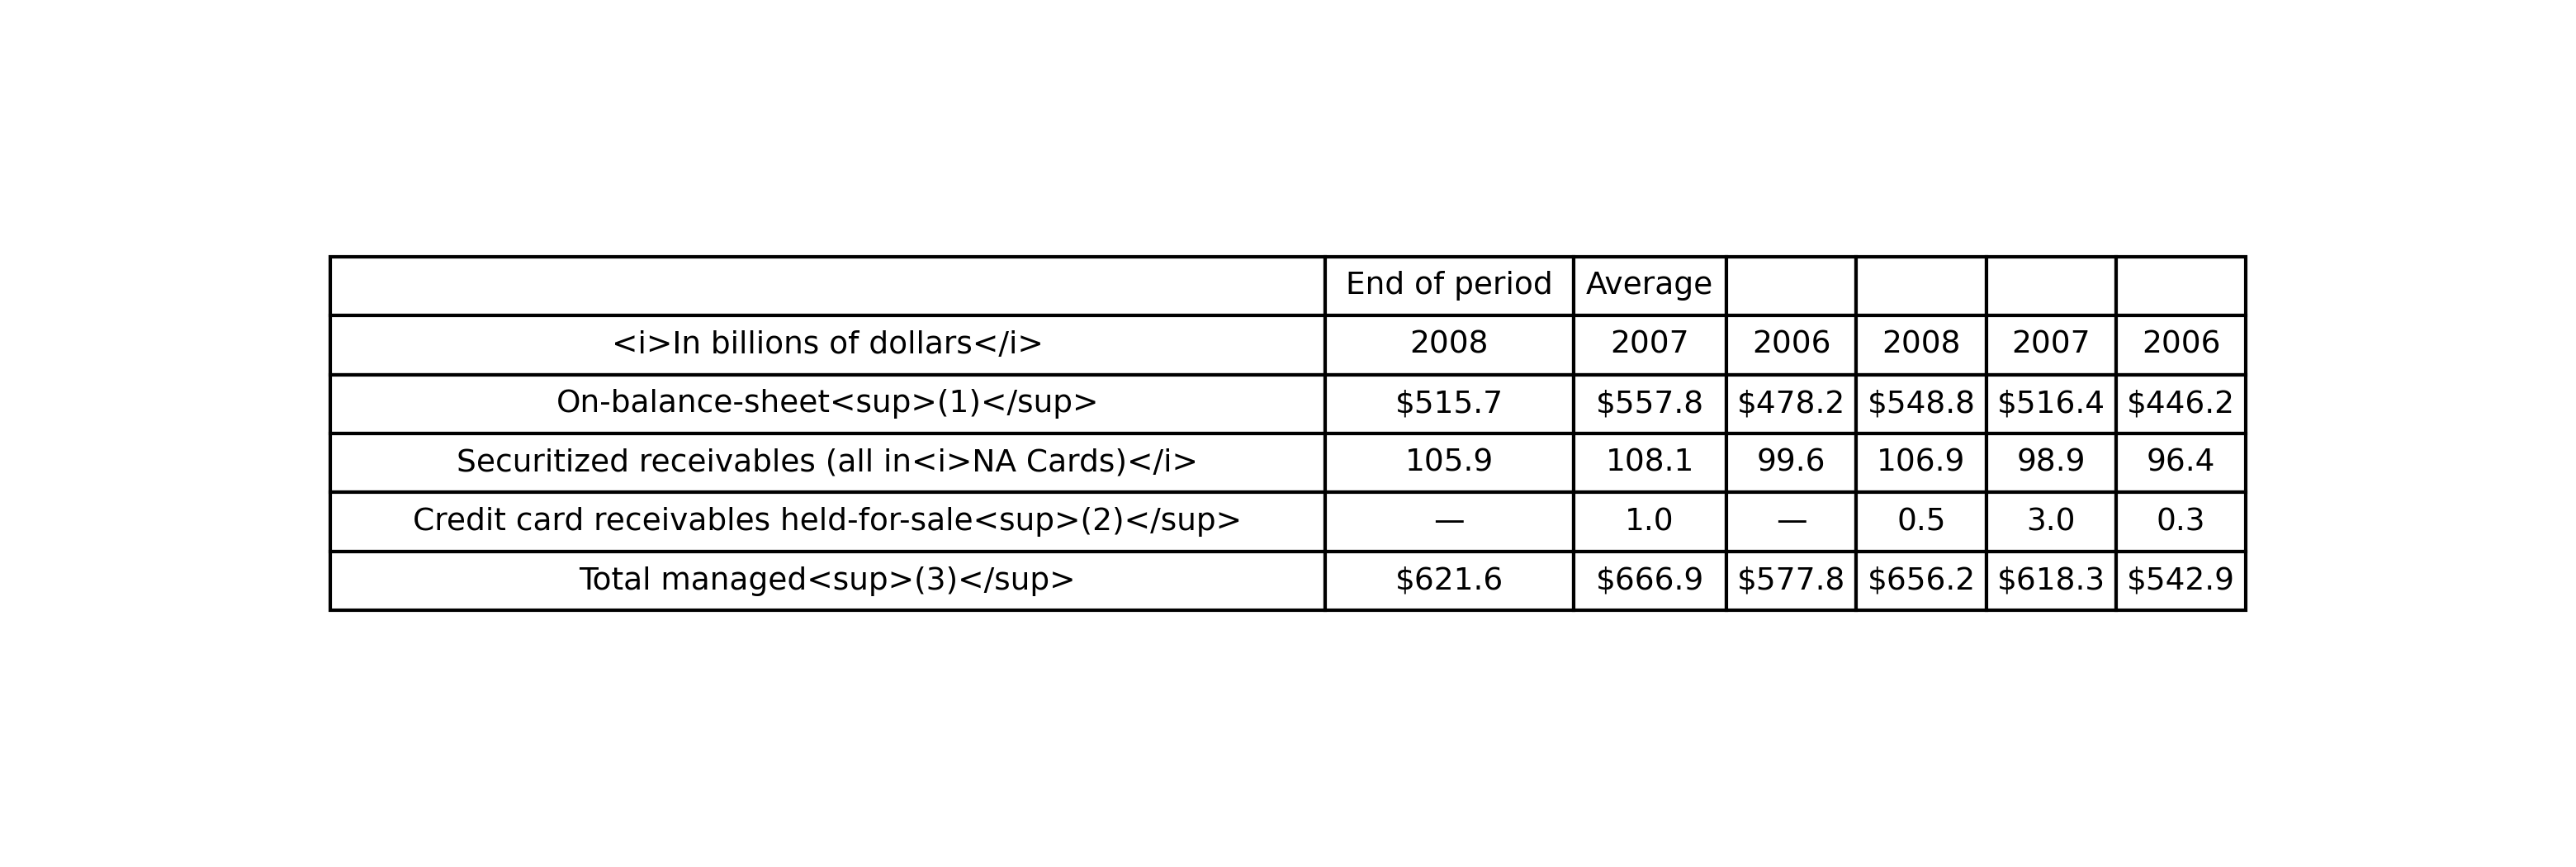 End of period Average
<i>In billions of dollars</i> 2008 2007 2006 2008 2007 2006
On-balance-sheet<sup>(1)</sup> $515.7 $557.8 $478.2 $548.8 $516.4 $446.2
Securitized receivables (all in<i>NA Cards)</i> 105.9 108.1 99.6 106.9 98.9 96.4
Credit card receivables held-for-sale<sup>(2)</sup> — 1.0 — 0.5 3.0 0.3
Total managed<sup>(3)</sup> $621.6 $666.9 $577.8 $656.2 $618.3 $542.9